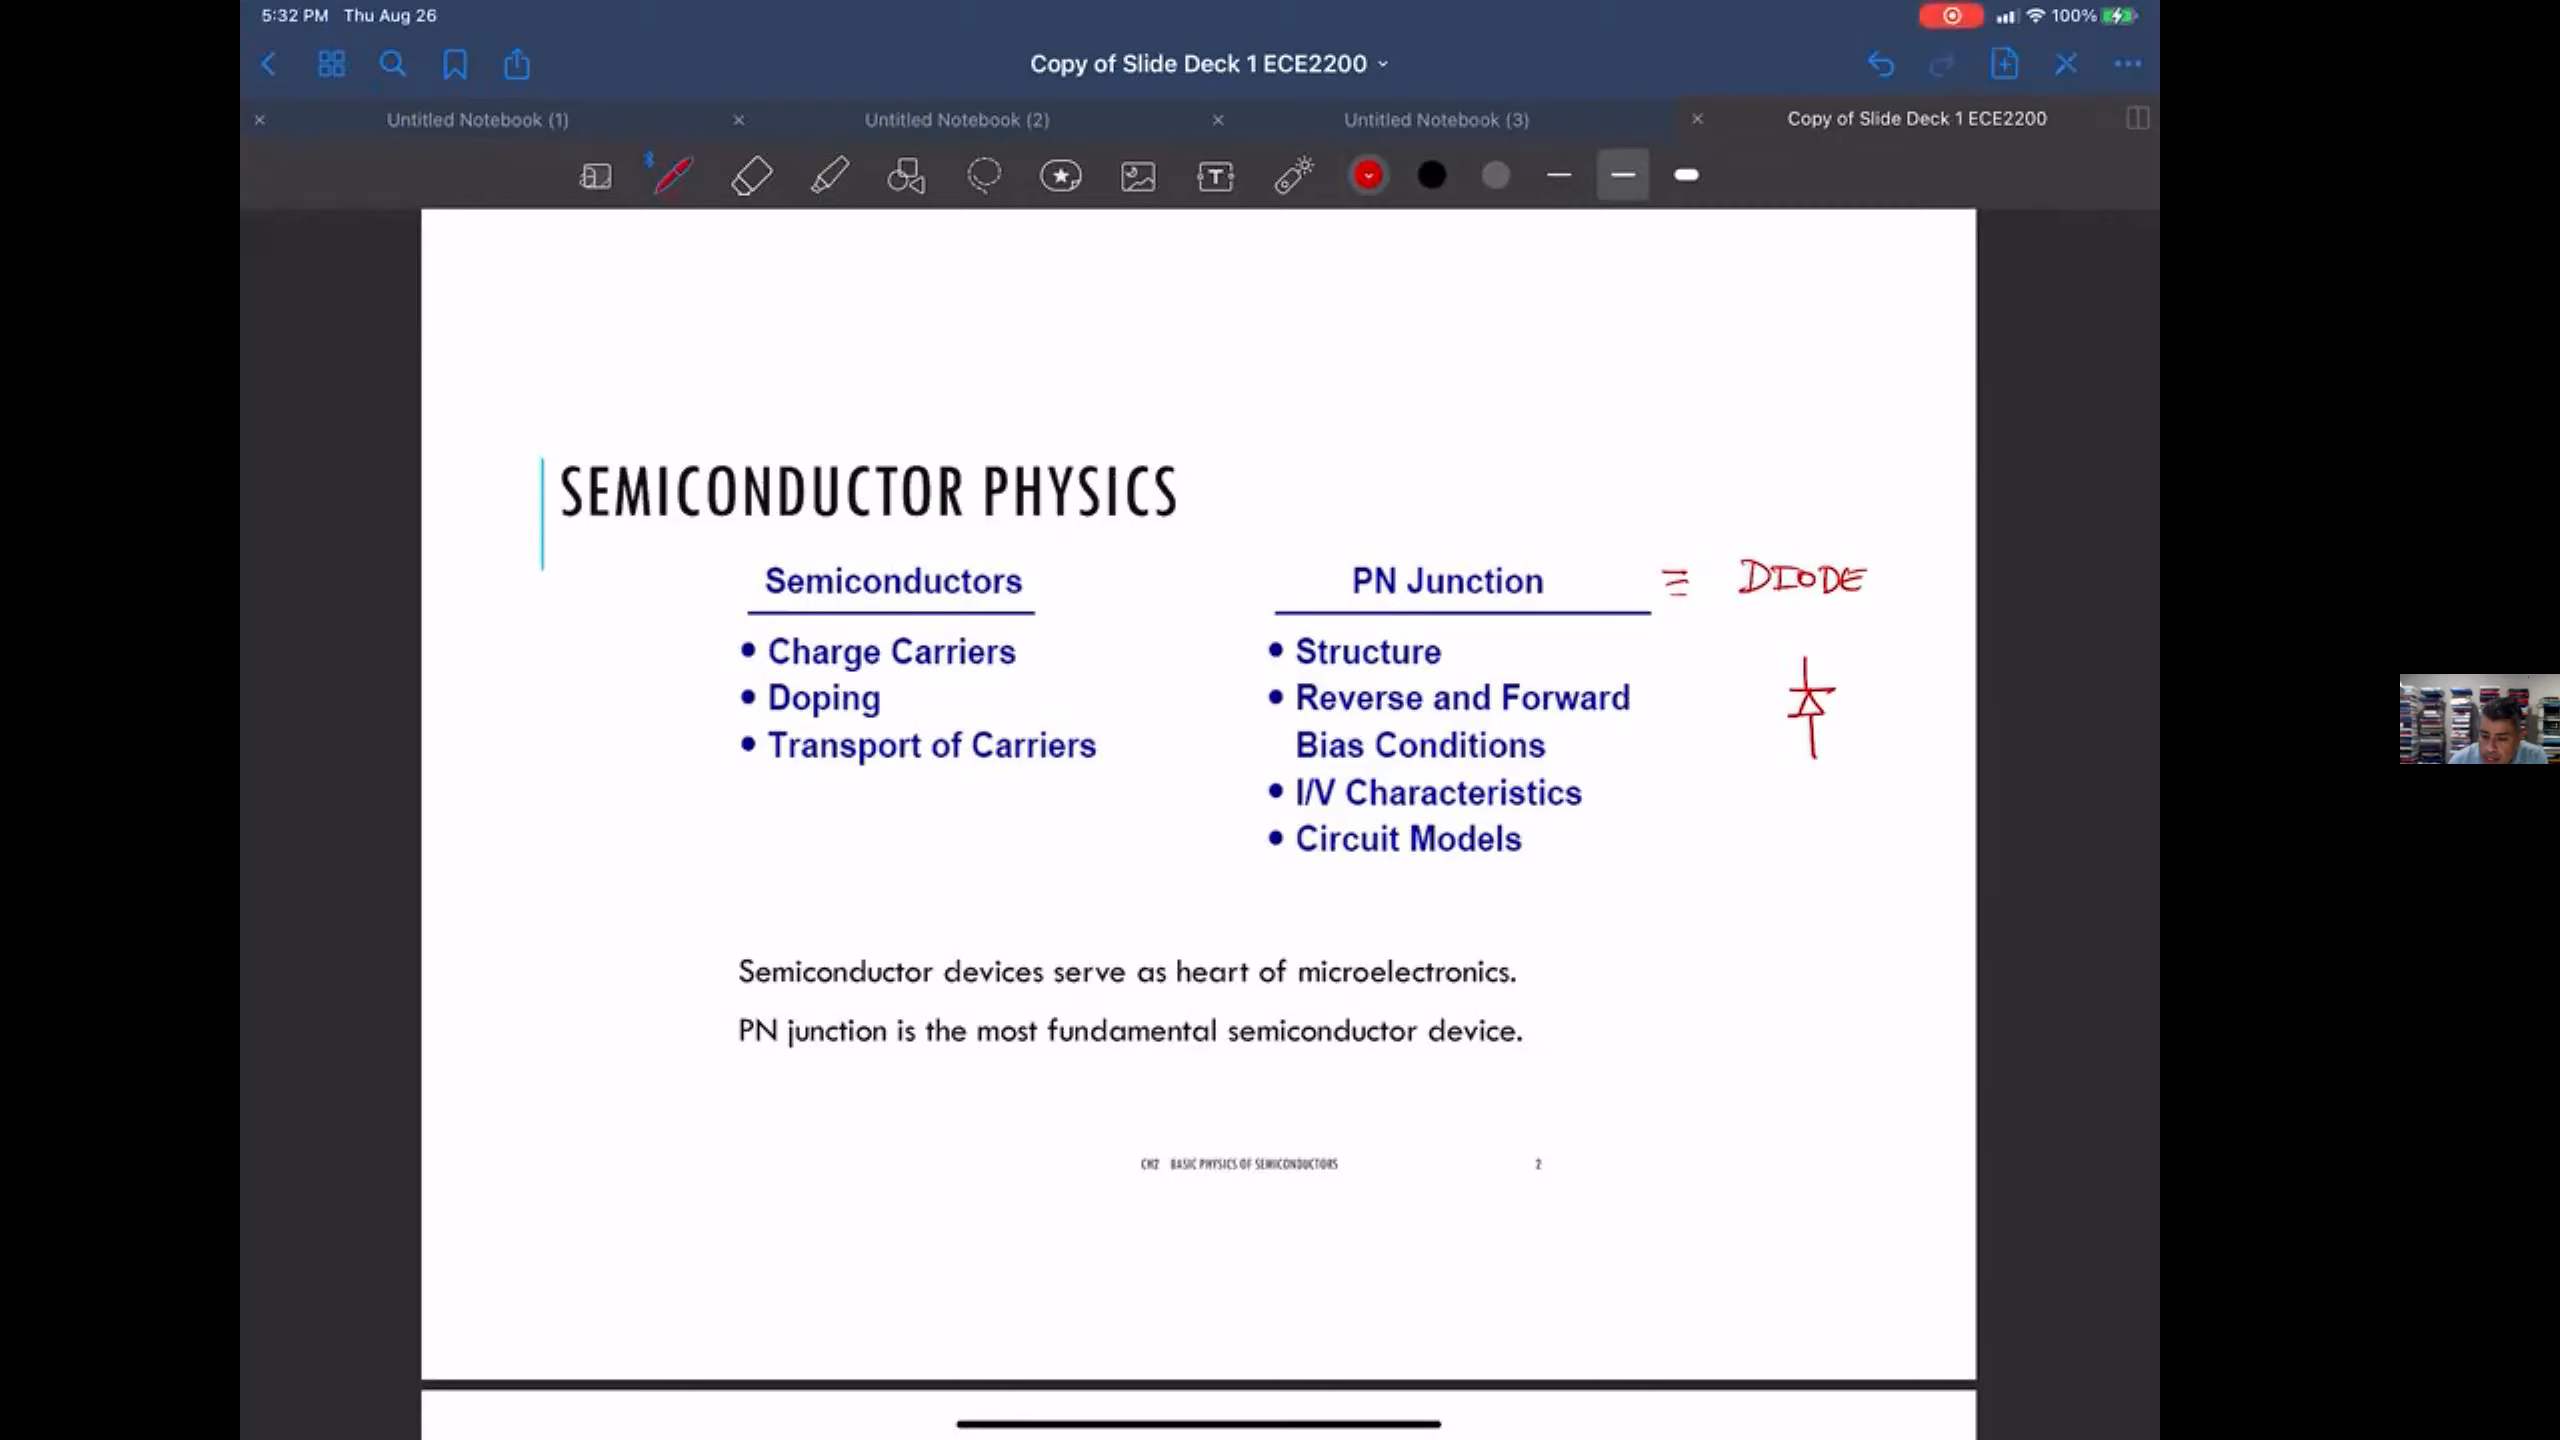 5:32 PM Thu Aug 26
100%
Copy of Slide Deck 1 ECE2200
Untitled Notebook (1)
Untitled Notebook (2)
Untitled Notebook (3)
Copy of Slide Deck 1 ECE2200
SEMICONDUCTOR PHYSICS
Semiconductors
• Charge Carriers
• Doping
• Transport of Carriers
PN Junction ≡ DIODE
• Structure
• Reverse and Forward
Bias Conditions
• I/V Characteristics
• Circuit Models
Semiconductor devices serve as heart of microelectronics.
PN junction is the most fundamental semiconductor device.
CH2 BASIC PHYSICS OF SEMICONDUCTORS 2